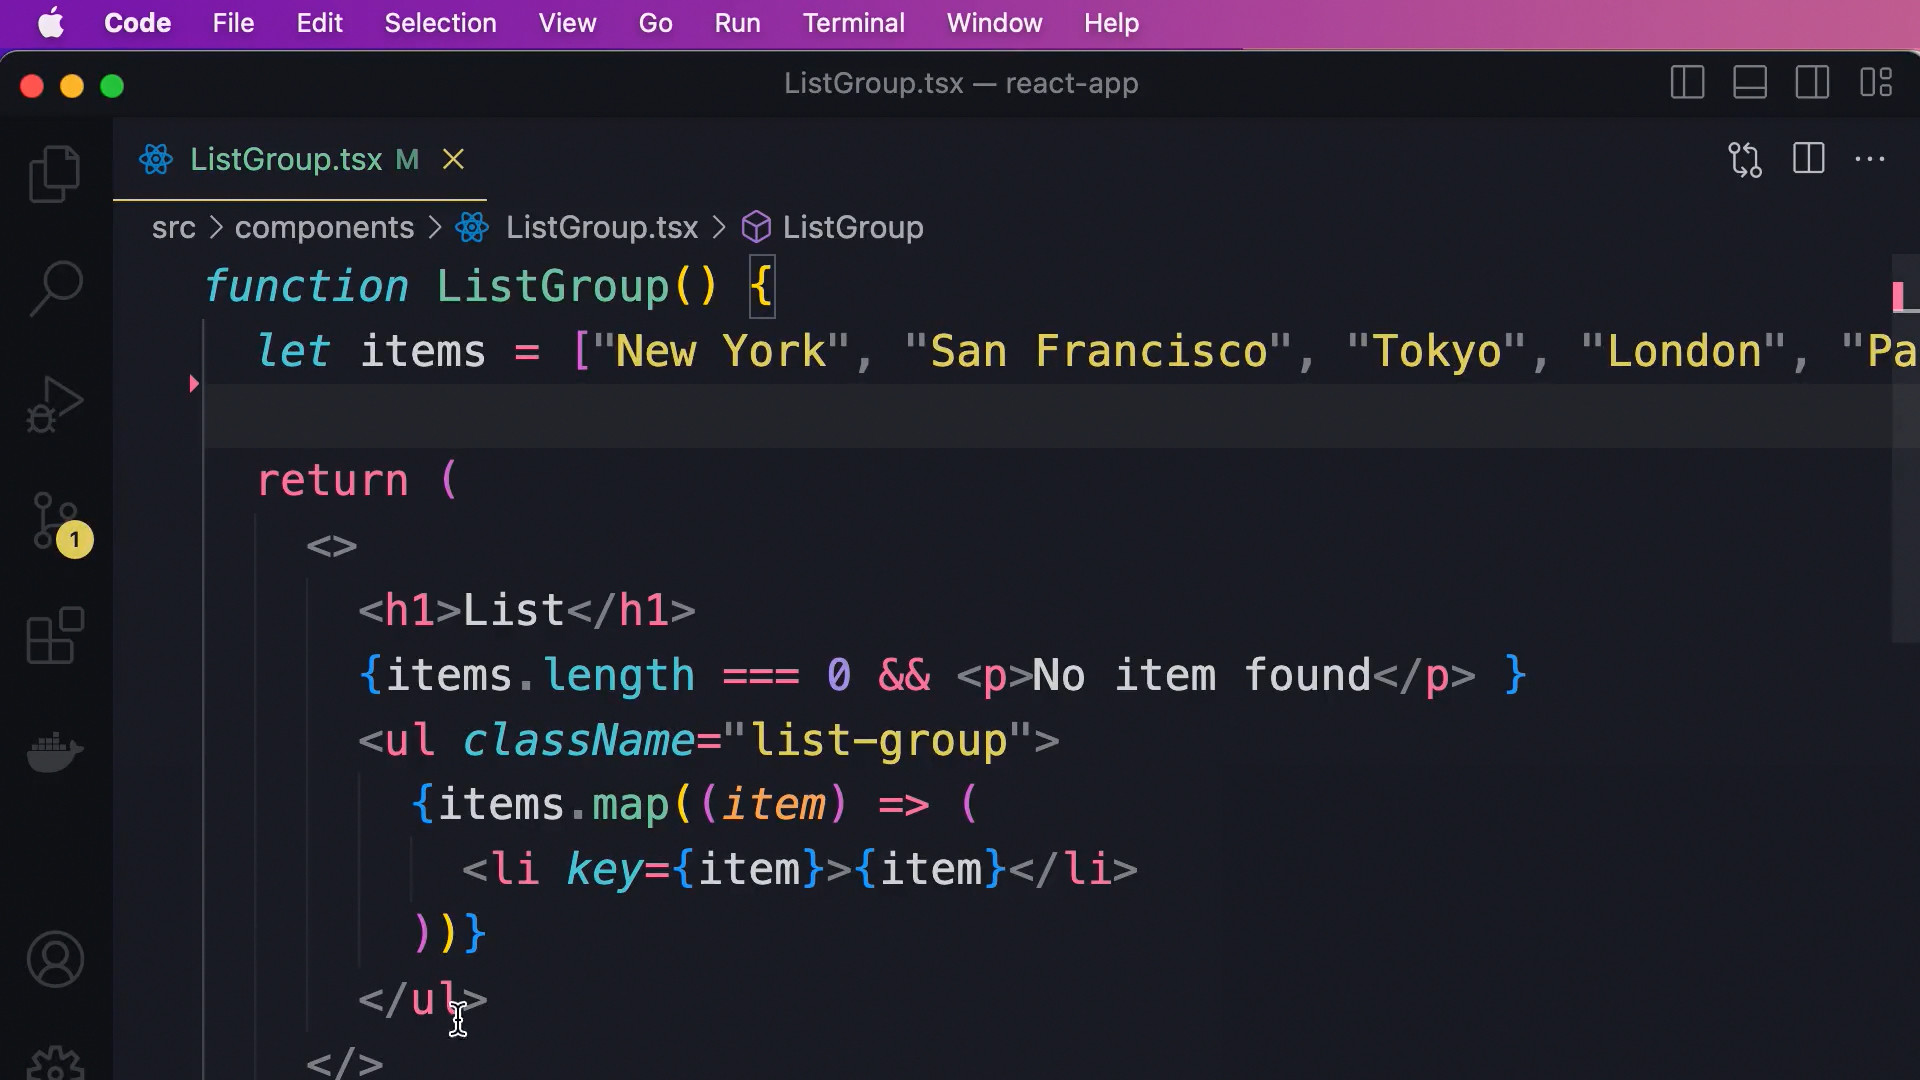 Code File Edit Selection View Go Run Terminal Window Help
ListGroup.tsx — react-app
ListGroup.tsx M
src > components > ListGroup.tsx > ListGroup
function ListGroup() {
let items = ["New York", "San Francisco", "Tokyo", "London", "Pa
return (
<>
<h1>List</h1>
{items.length === 0 && <p>No item found</p> }
1
<ul className="list-group">
{items.map((item) => (
<li key={item}>{item}</li>
))}
</ul>
</>